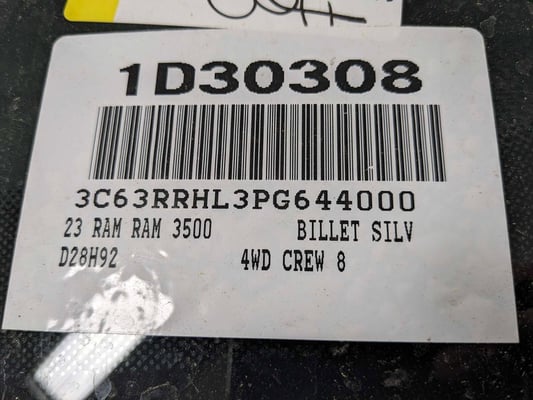 1D30308
3C63RRHL3PG644000
23 RAM RAM 3500 BILLET SILV
D28H92 4WD CREW 8